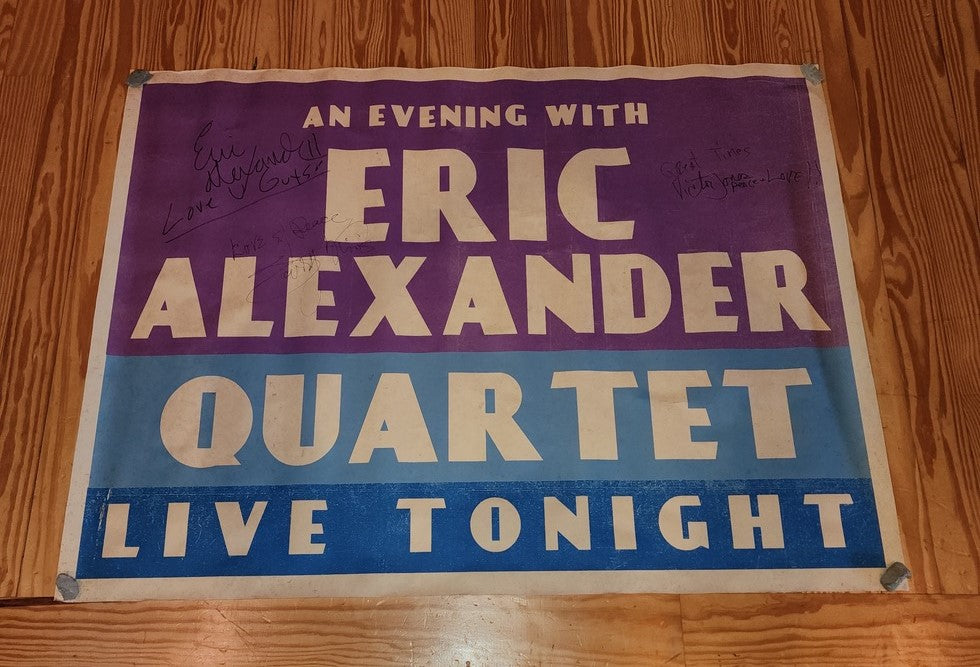 AN EVENING WITH
ERIC
ALEXANDER
QUARTET
LIVE TONIGHT
Eric
Alexander
Love Guys!
Great Times
Peace + LOVE!
Love & Peace